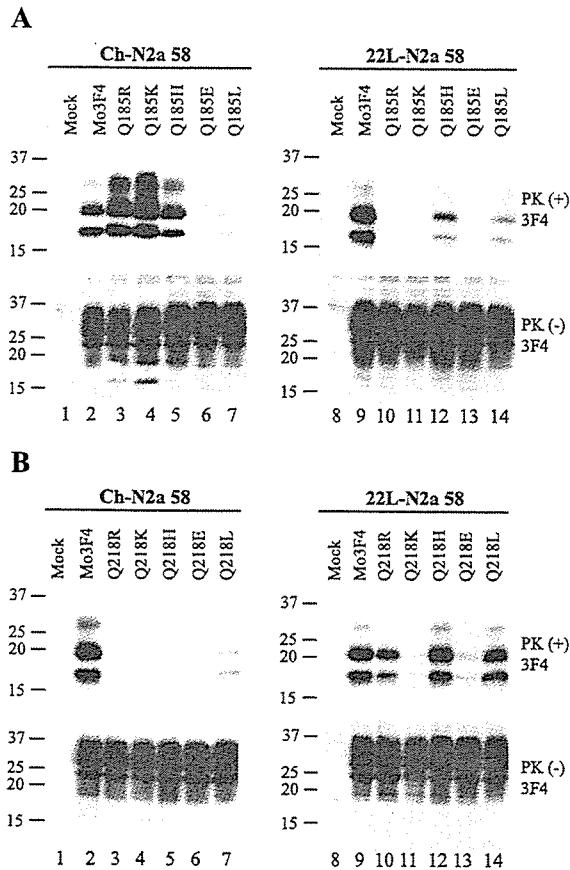 A
Ch-N2a 58
22L-N2a 58
Mock
Mo3F4
Q185R
Q185K
Q185H
Q185E
Q185L
Mock
Mo3F4
Q185R
Q185K
Q185H
Q185E
Q185L
37
25
20
15
37
25
20
15
PK (+)
3F4
37
25
20
15
37
25
20
15
PK (-)
3F4
1 2 3 4 5 6 7
8 9 10 11 12 13 14
B
Ch-N2a 58
22L-N2a 58
Mock
Mo3F4
Q218R
Q218K
Q218H
Q218E
Q218L
Mock
Mo3F4
Q218R
Q218K
Q218H
Q218E
Q218L
37
25
20
15
37
25
20
15
PK (+)
3F4
37
25
20
15
37
25
20
15
PK (-)
3F4
1 2 3 4 5 6 7
8 9 10 11 12 13 14